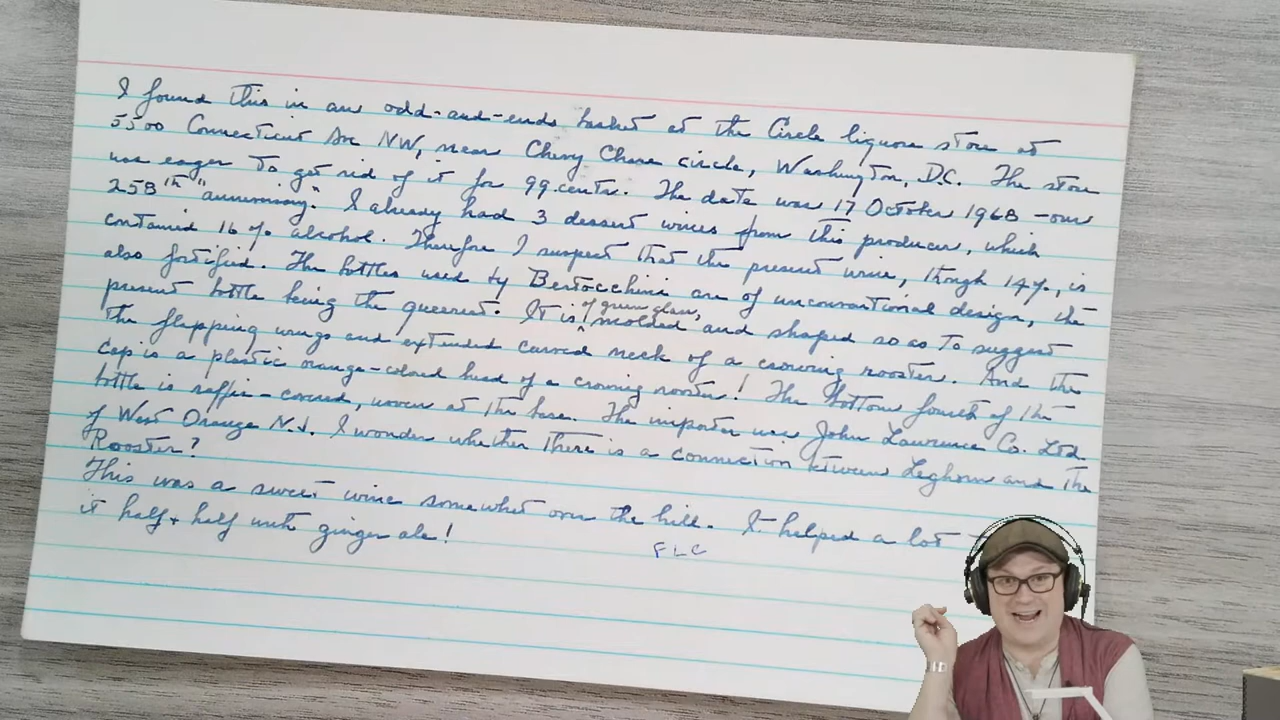 I found this in an odd-and-ends basket at the Circle liquor store at
5500 Connecticut Ave NW, near Chevy Chase circle, Washington, D.C. The store
was eager to get rid of it for 99 cents. The date was 17 October 1968 - our
258th "anniversary." I already had 3 dessert wines from this producer, which
contained 16% alcohol. Therefore I suspect that the present wine, though 14%, is
also fortified. The bottles used by Bertocchini are of unconventional design, the
present bottle being the queerest. It is ^ of green glass, molded and shaped so as to suggest
the flapping wings and extended curved neck of a crowing rooster. And the
cap is a plastic orange-colored head of a crowing rooster! The bottom fourth of the
bottle is raffia-covered, woven at the base. The importer was John Lawrence Co. Ltd
of West Orange N.J. I wonder whether there is a connection between Leghorn and the
Rooster?
This was a sweet wine somewhat over the hill. It helped a lot
it half + half with ginger ale!
FLC